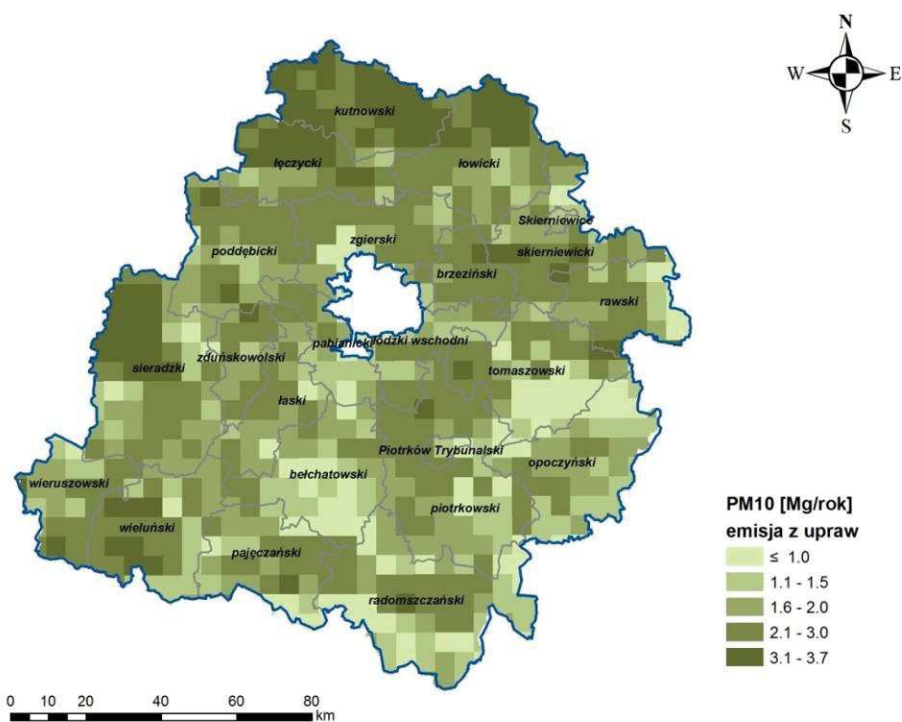 N
W E
S
kutnowski
łęczycki
łowicki
Skierniewice
zgierski
poddębicki
skierniewicki
brzeziński
rawski
pabianicki
łódzki wschodni
zduńskowolski
sieradzki
tomaszowski
łaski
Piotrków Trybunalski
opoczyński
bełchatowski
wieruszowski
piotrkowski
wieluński
pajęczański
radomszczański
PM10 [Mg/rok]
emisja z upraw
≤ 1.0
1.1 - 1.5
1.6 - 2.0
2.1 - 3.0
3.1 - 3.7
0 5 10 20 40 60 80
km